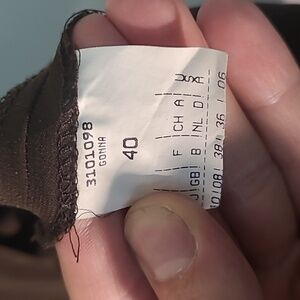 3101098
GONNA
40
F CH A USA
GB B NL D
38 36 06